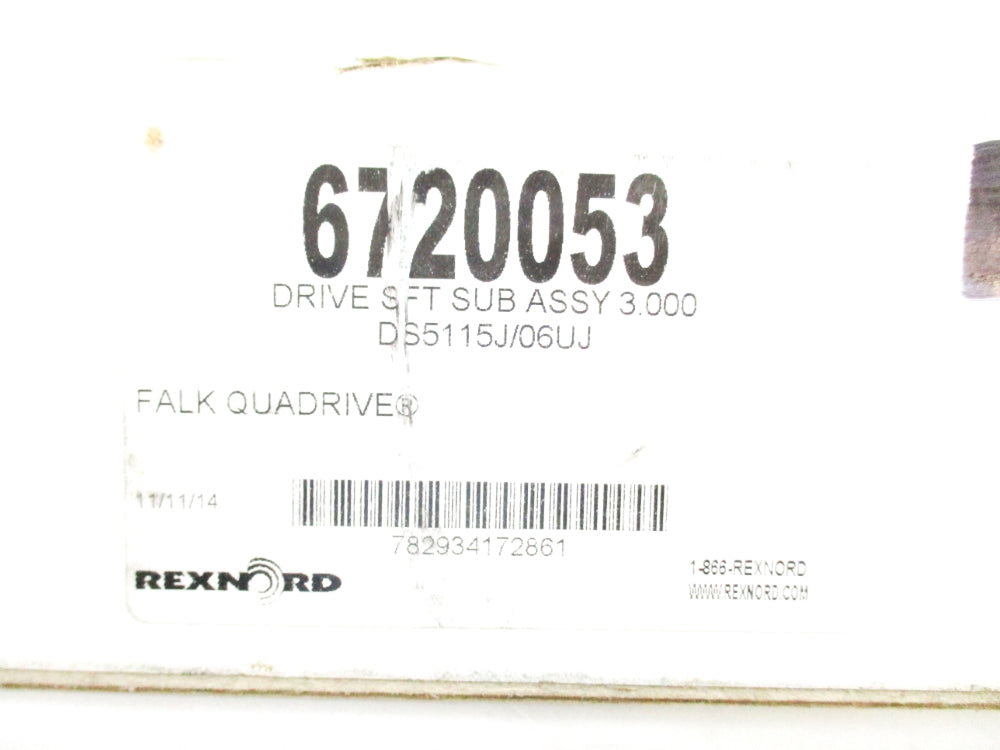 6720053
DRIVE SFT SUB ASSY 3.000
DS5115J/06UJ
FALK QUADRIVE®
11/11/14
782934172861
REXNORD
1-866-REXNORD
WWW.REXNORD.COM